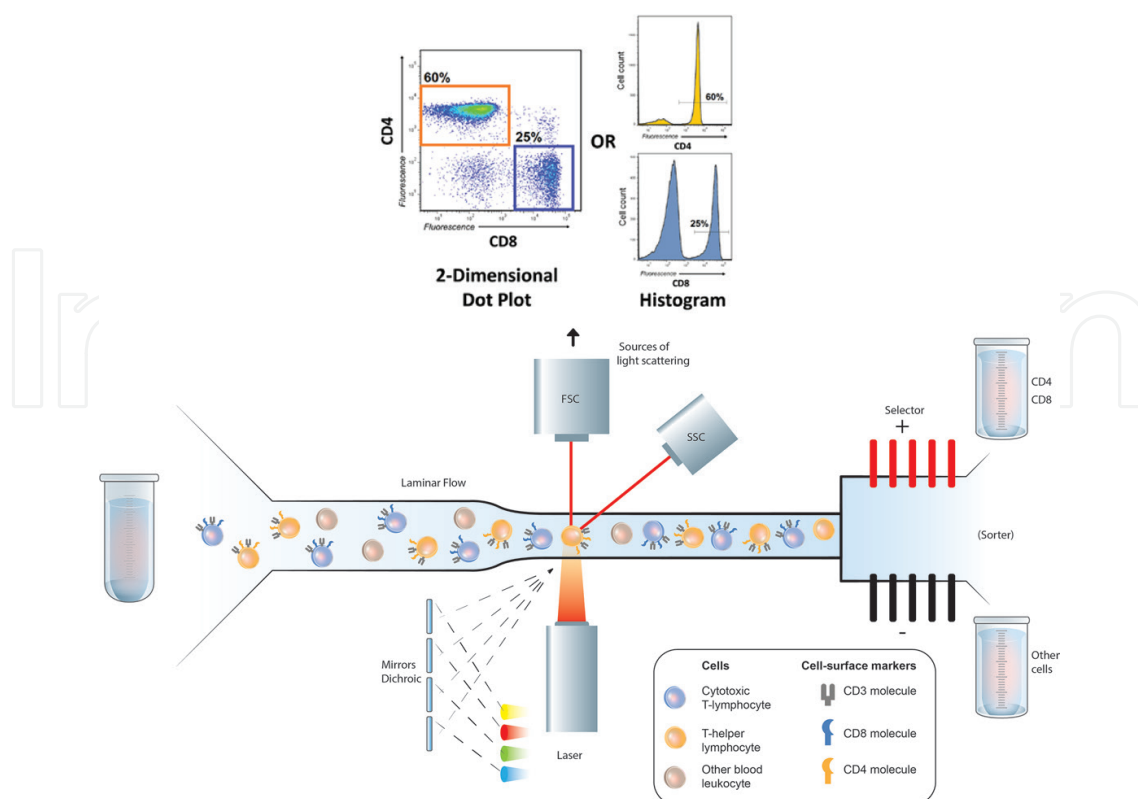 60%
CD4
Fluorescence
25%
Fluorescence
CD8
2-Dimensional
Dot Plot
OR
Cell count
60%
Fluorescence
CD4
Cell count
25%
Fluorescence
CD8
Histogram
Sources of
light scattering
FSC
SSC
Laminar Flow
Selector
+
CD4
CD8
(Sorter)
-
Other
cells
Mirrors
Dichroic
Laser
Cells
Cytotoxic
T-lymphocyte
T-helper
lymphocyte
Other blood
leukocyte
Cell-surface markers
CD3 molecule
CD8 molecule
CD4 molecule